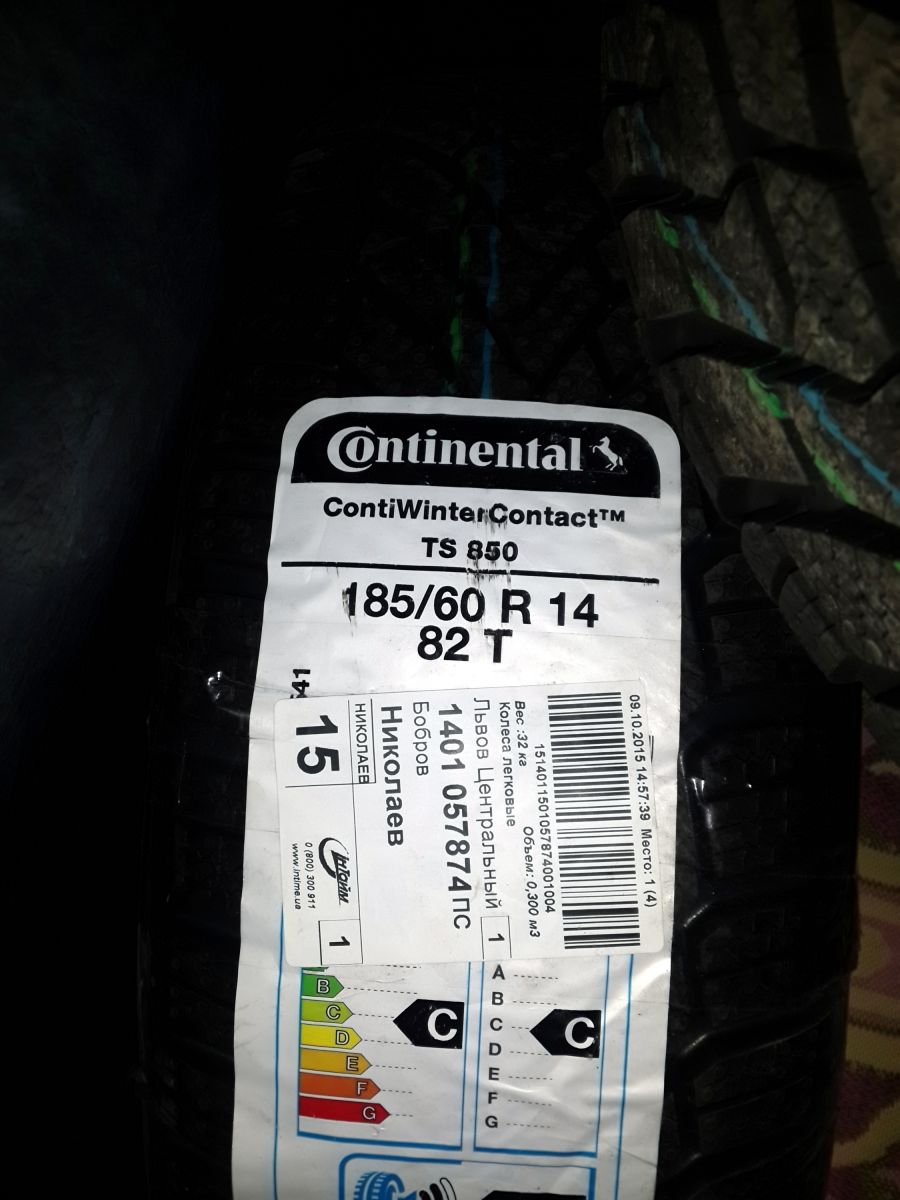 Continental
ContiWinterContact™
TS 850
185/60 R 14
82 T
09.10.2015 14:57:39 Место: 1 (4)
1514011501057874001004
Вес :32 кг Объем: 0,300 м3
Колеса легковые
Львов Центральный 1
1401 057874 ПС
Бобров
Николаев
НИКОЛАЕВ
15
ІнТайм
0 (800) 300 911
www.intime.ua
1
B
C
D
E
F
G
C
A
B
C
D
E
F
G
C